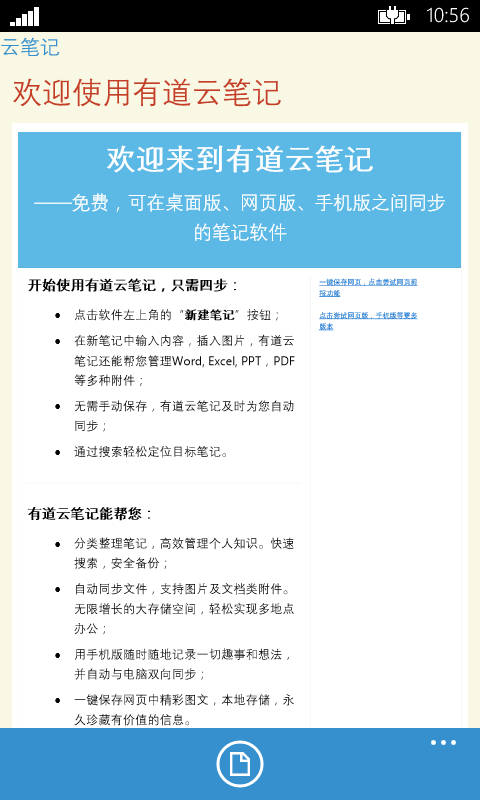 10:56
云笔记
欢迎使用有道云笔记
欢迎来到有道云笔记
——免费，可在桌面版、网页版、手机版之间同步
的笔记软件
开始使用有道云笔记，只需四步：
点击软件左上角的“新建笔记”按钮；
在新笔记中输入内容，插入图片，有道云
笔记还能帮您管理Word, Excel, PPT，PDF
等多种附件；
无需手动保存，有道云笔记及时为您自动
同步；
通过搜索轻松定位目标笔记。
一键保存网页，点击尝试网页剪
报功能
点击尝试网页版，手机版等更多
版本
有道云笔记能帮您：
分类整理笔记，高效管理个人知识。快速
搜索，安全备份；
自动同步文件，支持图片及文档类附件。
无限增长的大存储空间，轻松实现多地点
办公；
用手机版随时随地记录一切趣事和想法，
并自动与电脑双向同步；
一键保存网页中精彩图文，本地存储，永
久珍藏有价值的信息。